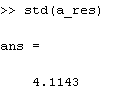 >> std(a_res)
ans =
4.1143